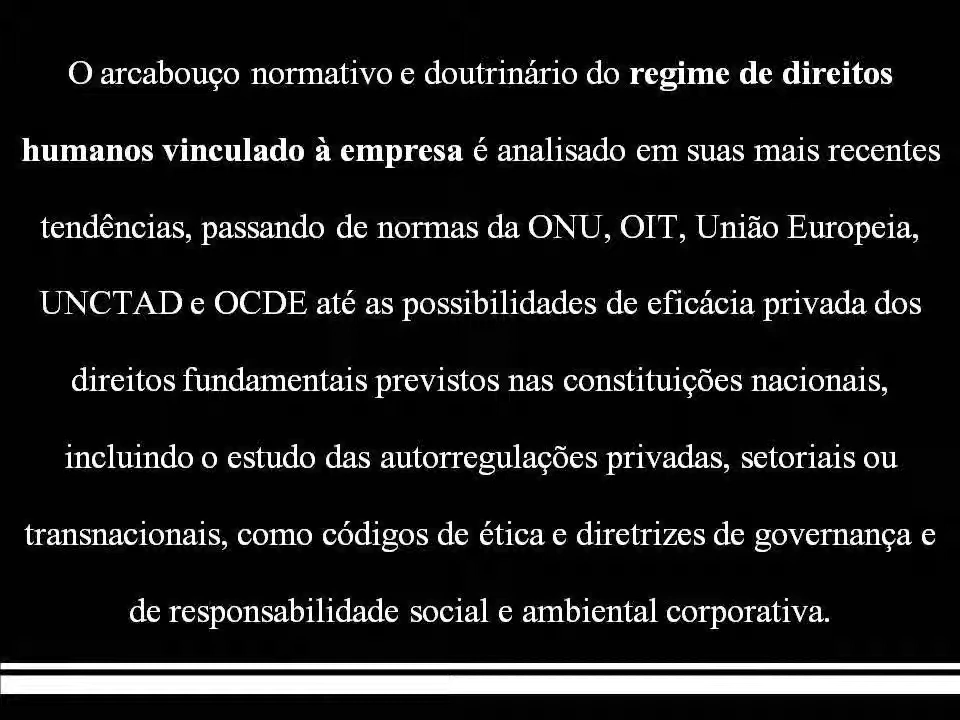 O arcabouço normativo e doutrinário do regime de direitos
humanos vinculado à empresa é analisado em suas mais recentes
tendências, passando de normas da ONU, OIT, União Europeia,
UNCTAD e OCDE até as possibilidades de eficácia privada dos
direitos fundamentais previstos nas constituições nacionais,
incluindo o estudo das autorregulações privadas, setoriais ou
transnacionais, como códigos de ética e diretrizes de governança e
de responsabilidade social e ambiental corporativa.